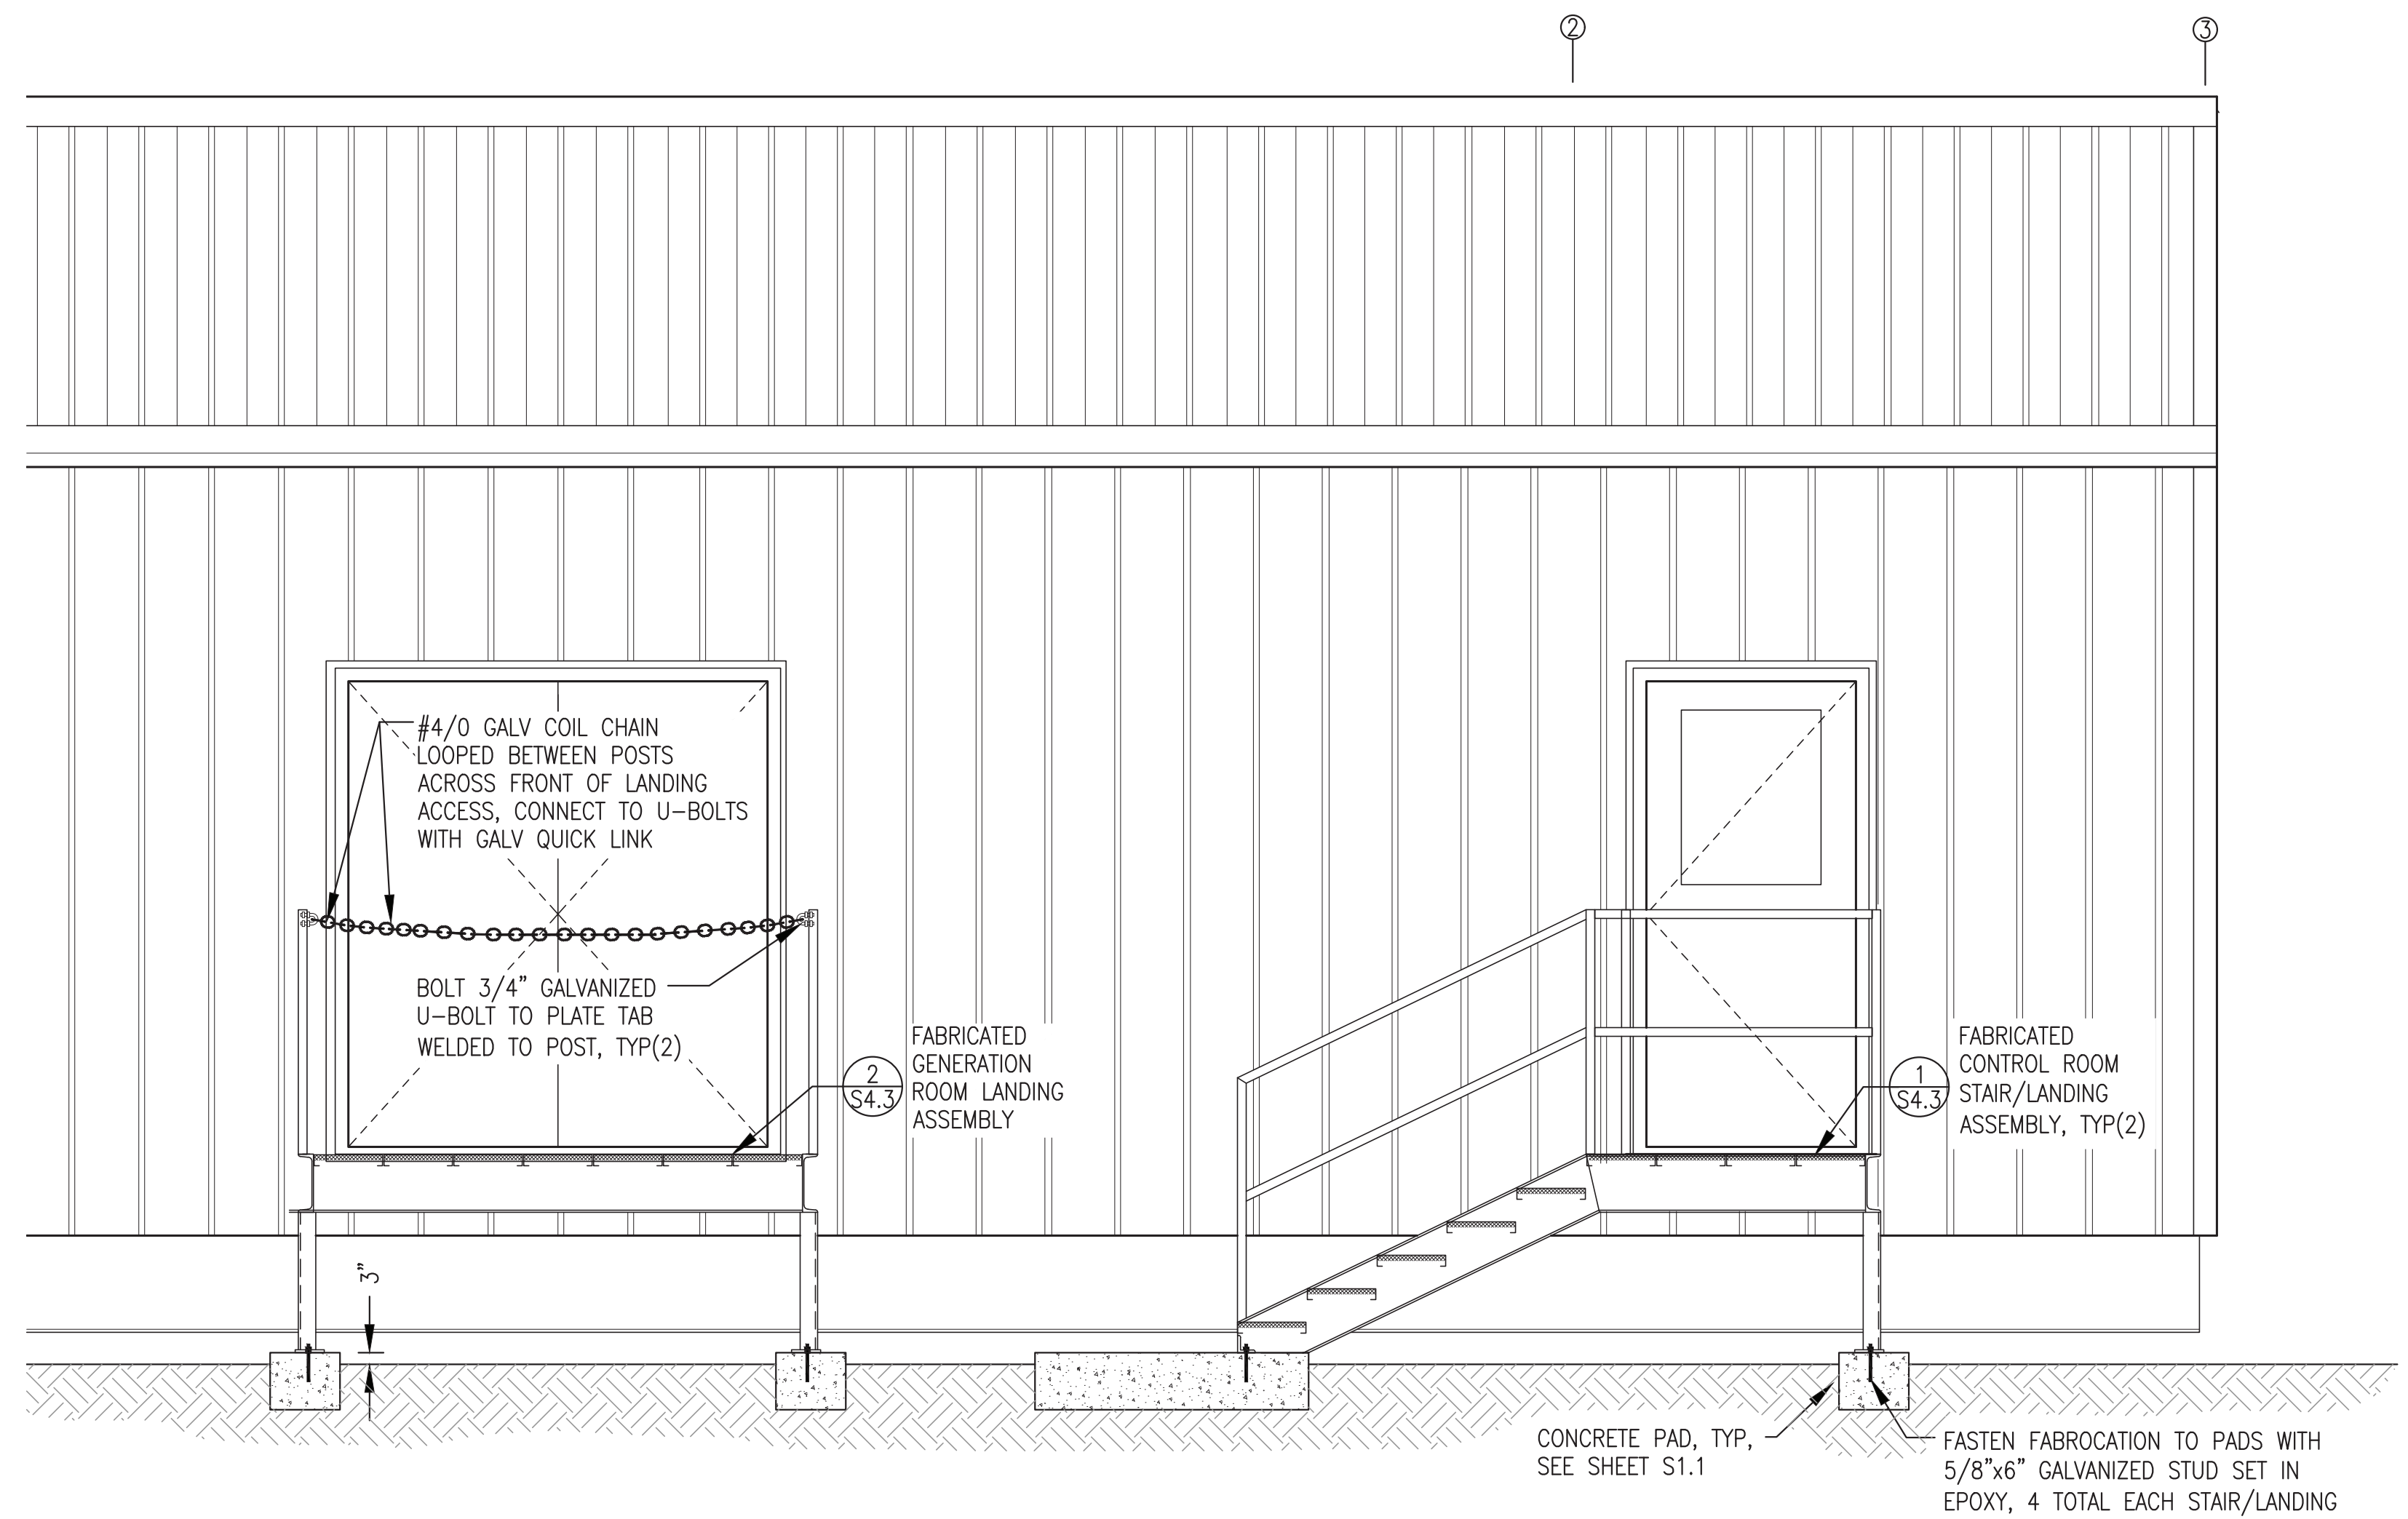 2
3
#4/0 GALV COIL CHAIN
LOOPED BETWEEN POSTS
ACROSS FRONT OF LANDING
ACCESS, CONNECT TO U-BOLTS
WITH GALV QUICK LINK
BOLT 3/4" GALVANIZED
U-BOLT TO PLATE TAB
WELDED TO POST, TYP(2)
2
S4.3
FABRICATED
GENERATION
ROOM LANDING
ASSEMBLY
1
S4.3
FABRICATED
CONTROL ROOM
STAIR/LANDING
ASSEMBLY, TYP(2)
3"
CONCRETE PAD, TYP,
SEE SHEET S1.1
FASTEN FABROCATION TO PADS WITH
5/8"x6" GALVANIZED STUD SET IN
EPOXY, 4 TOTAL EACH STAIR/LANDING